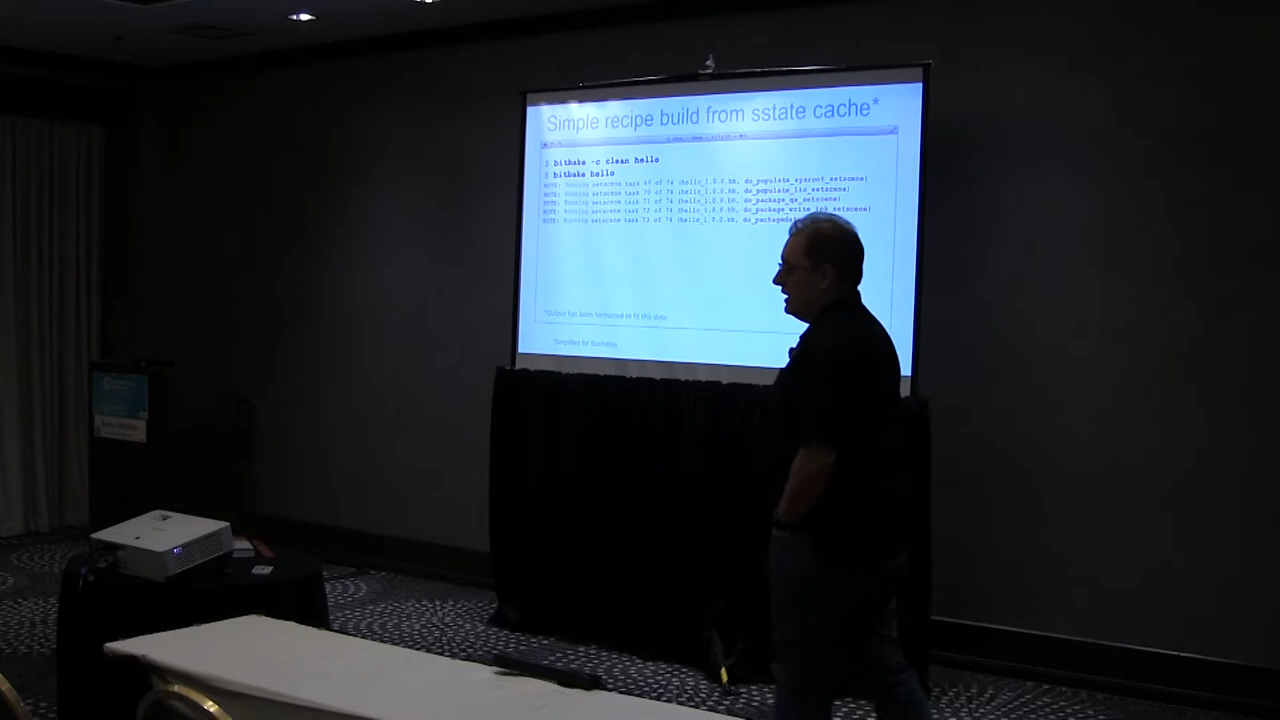 Simple recipe build from sstate cache*
$ bitbake -c clean hello
$ bitbake hello
NOTE: Running setscene task 69 of 74 (hello_1.0.0.bb, do_populate_sysroot_setscene)
NOTE: Running setscene task 70 of 74 (hello_1.0.0.bb, do_populate_lic_setscene)
NOTE: Running setscene task 71 of 74 (hello_1.0.0.bb, do_package_qa_setscene)
NOTE: Running setscene task 72 of 74 (hello_1.0.0.bb, do_package_write_ipk_setscene)
NOTE: Running setscene task 73 of 74 (hello_1.0.0.bb, do_packageda
*Output has been formatted to fit this slide.
*Simplified for illustration